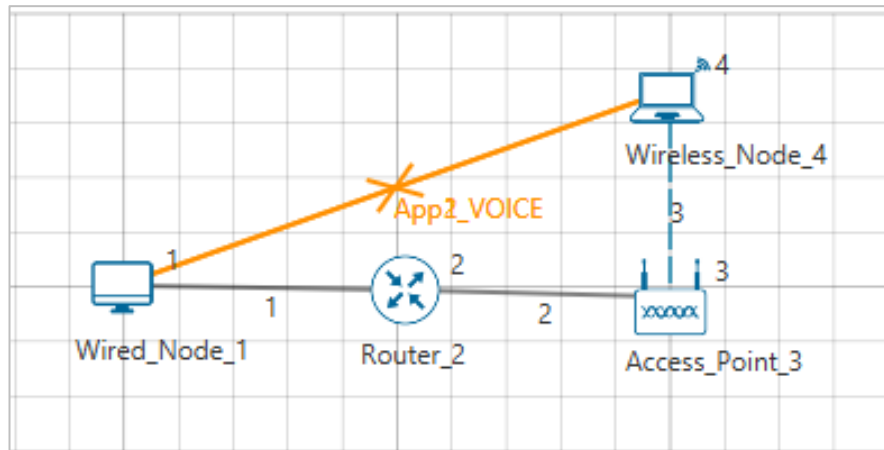 4
Wireless_Node_4
App1_VOICE
3
1
2
3
1
2
Wired_Node_1
Router_2
Access_Point_3